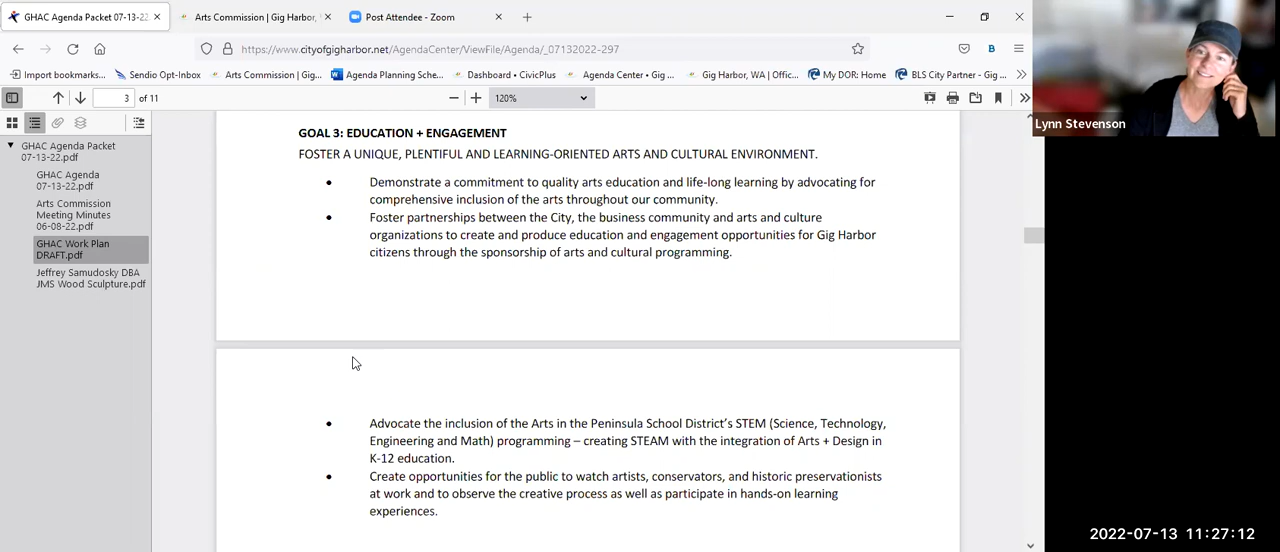 GHAC Agenda Packet 07-13-22.
Arts Commission | Gig Harbor,
Post Attendee - Zoom
https://www.cityofgigharbor.net/AgendaCenter/ViewFile/Agenda/_07132022-297
Import bookmarks...
Sendio Opt-Inbox
Arts Commission | Gig...
Agenda Planning Sche...
Dashboard • CivicPlus
Agenda Center • Gig ...
Gig Harbor, WA | Offic...
My DOR: Home
BLS City Partner - Gig ...
3 of 11
120%
GHAC Agenda Packet
07-13-22.pdf
GHAC Agenda
07-13-22.pdf
Arts Commission
Meeting Minutes
06-08-22.pdf
GHAC Work Plan
DRAFT.pdf
Jeffrey Samudosky DBA
JMS Wood Sculpture.pdf
GOAL 3: EDUCATION + ENGAGEMENT
FOSTER A UNIQUE, PLENTIFUL AND LEARNING-ORIENTED ARTS AND CULTURAL ENVIRONMENT.
• Demonstrate a commitment to quality arts education and life-long learning by advocating for
comprehensive inclusion of the arts throughout our community.
• Foster partnerships between the City, the business community and arts and culture
organizations to create and produce education and engagement opportunities for Gig Harbor
citizens through the sponsorship of arts and cultural programming.
• Advocate the inclusion of the Arts in the Peninsula School District's STEM (Science, Technology,
Engineering and Math) programming – creating STEAM with the integration of Arts + Design in
K-12 education.
• Create opportunities for the public to watch artists, conservators, and historic preservationists
at work and to observe the creative process as well as participate in hands-on learning
experiences.
Lynn Stevenson
2022-07-13 11:27:12